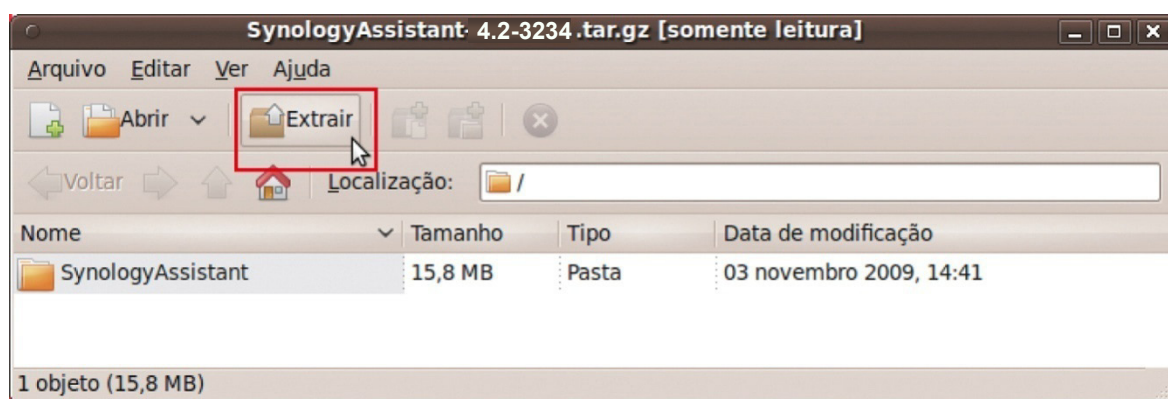 SynologyAssistant- 4.2-3234.tar.gz [somente leitura]
Arquivo Editar Ver Ajuda
Abrir Extrair
Voltar Localização: /
Nome Tamanho Tipo Data de modificação
SynologyAssistant 15,8 MB Pasta 03 novembro 2009, 14:41
1 objeto (15,8 MB)